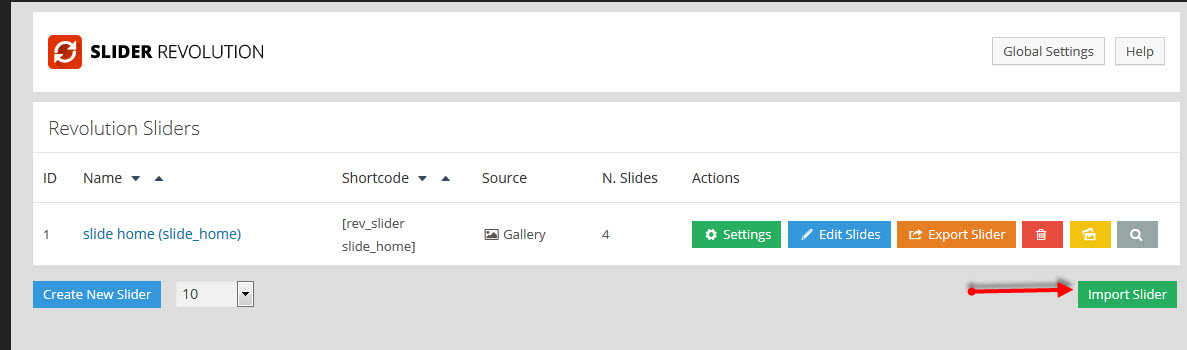 SLIDER REVOLUTION
Global Settings
Help
Revolution Sliders
ID Name Shortcode Source N. Slides Actions
1 slide home (slide_home) [rev_slider
slide_home] Gallery 4 Settings Edit Slides Export Slider
Create New Slider 10 Import Slider